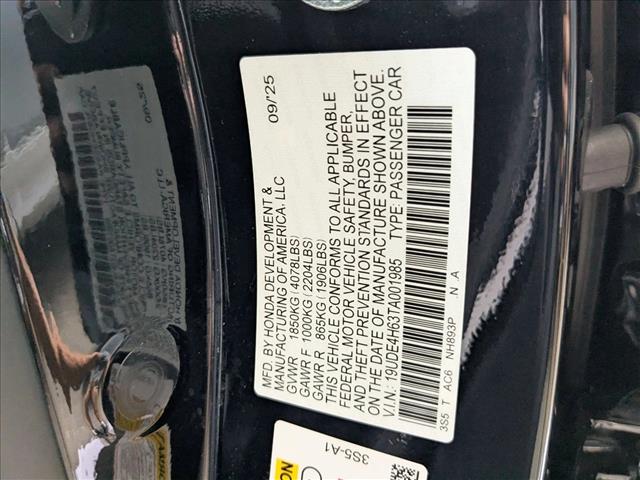 MFD. BY HONDA DEVELOPMENT & 09/'25
MANUFACTURING OF AMERICA, LLC
GVWR 1850KG (4078LBS)
GAWR F 1000KG (2204LBS)
GAWR R 865KG (1906LBS)
THIS VEHICLE CONFORMS TO ALL APPLICABLE
FEDERAL MOTOR VEHICLE SAFETY, BUMPER,
AND THEFT PREVENTION STANDARDS IN EFFECT
ON THE DATE OF MANUFACTURE SHOWN ABOVE.
V.I.N.: 19UDE4H63TA001985 TYPE: PASSENGER CAR
3S5 T AC6 NH893P .N A
3S5-A1